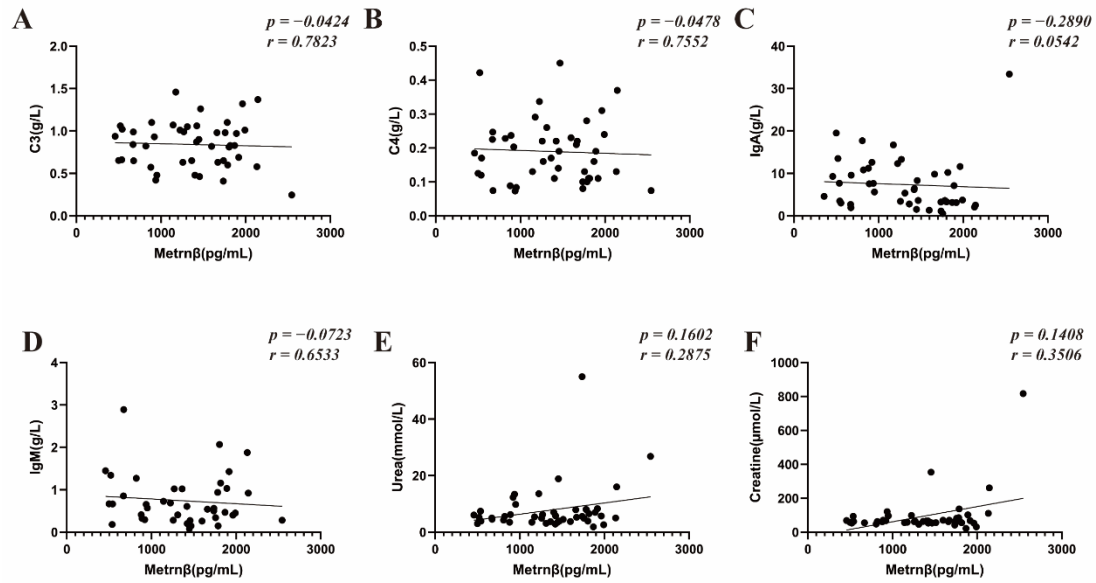 A
p = −0.0424
r = 0.7823
2.0
1.5
1.0
0.5
0.0
C3(g/L)
0 1000 2000 3000
Metrnβ(pg/mL)
B
p = −0.0478
r = 0.7552
0.5
0.4
0.3
0.2
0.1
0.0
C4(g/L)
0 1000 2000 3000
Metrnβ(pg/mL)
C
p = −0.2890
r = 0.0542
40
30
20
10
0
IgA(g/L)
0 1000 2000 3000
Metrnβ(pg/mL)
D
p = −0.0723
r = 0.6533
4
3
2
1
0
IgM(g/L)
0 1000 2000 3000
Metrnβ(pg/mL)
E
p = 0.1602
r = 0.2875
60
40
20
0
Urea(mmol/L)
0 1000 2000 3000
Metrnβ(pg/mL)
F
p = 0.1408
r = 0.3506
1000
800
600
400
200
0
Creatine(μmol/L)
0 1000 2000 3000
Metrnβ(pg/mL)